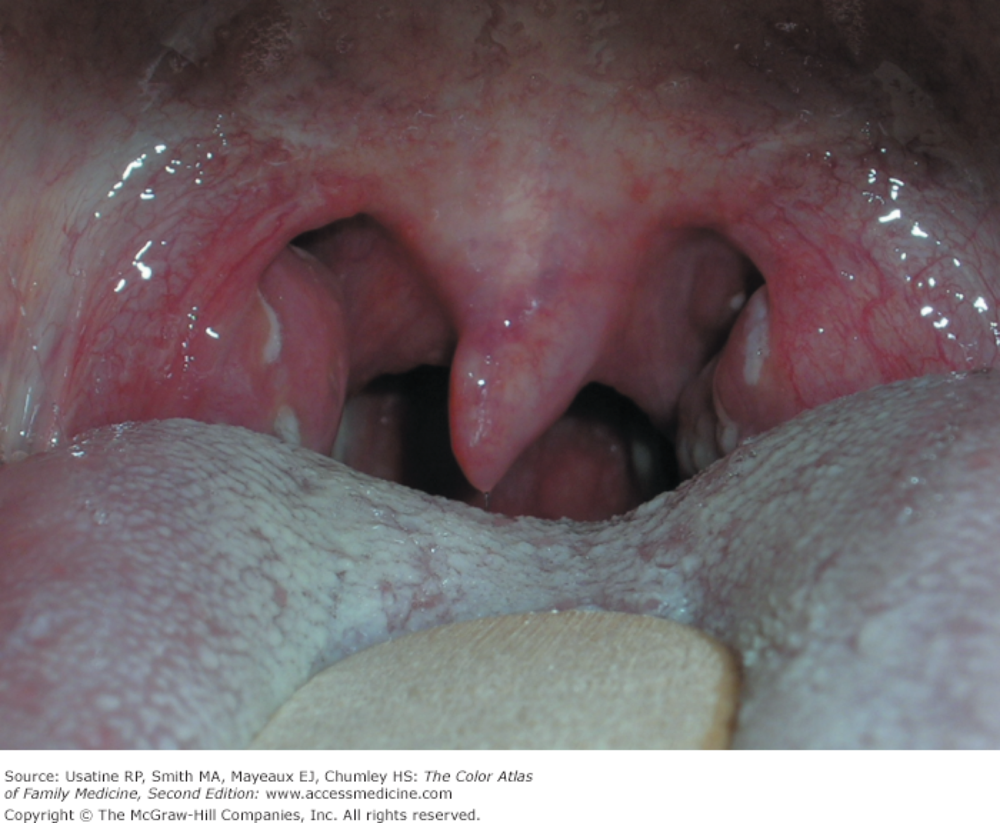 Source: Usatine RP, Smith MA, Mayeaux EJ, Chumley HS: The Color Atlas
of Family Medicine, Second Edition: www.accessmedicine.com
Copyright © The McGraw-Hill Companies, Inc. All rights reserved.